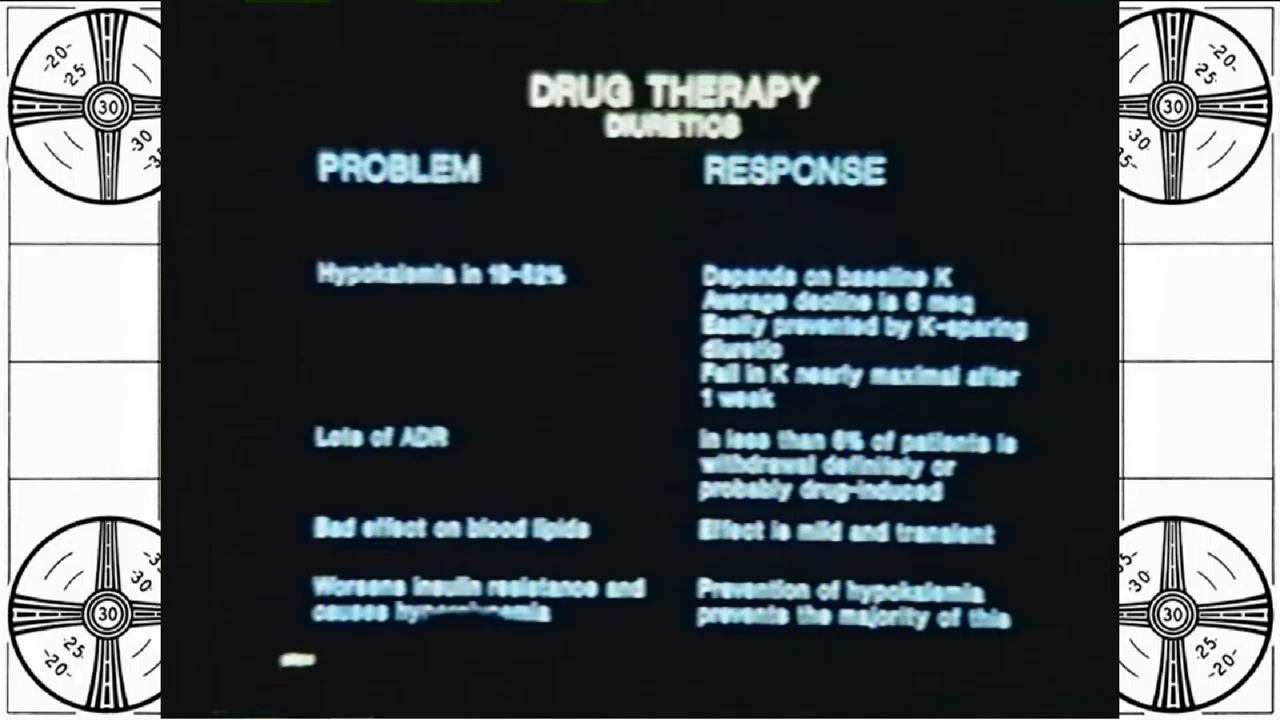 DRUG THERAPY
DIURETICS
PROBLEM
RESPONSE
Hypokalemia in
Depends on baseline K
Average decline is 6 meq
Easily prevented by K-sparing
diuretic
Fall in K nearly maximal after
1 week
Lots of ADR
In less than of patients is
withdrawal definitely or
probably drug-induced
Bad effect on blood lipids
Effect is mild and transient
Worsens insulin resistance and
causes
Prevention of hypokalemia
prevents the majority of this
-20-
-25-
30
-30
-20-
-25-
30
-30-
-30-
30
-25-
-20-
-30-
30
-25-
-20-